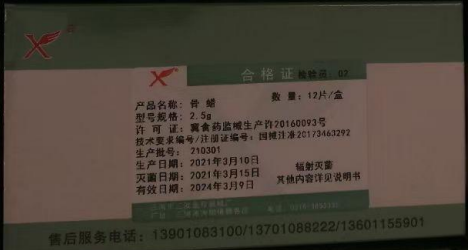 合格证 检验员: 02
产品名称: 骨 蜡 数 量: 12片/盒
型号规格: 2.5g
许 可 证: 冀食药监械生产许20160093号
技术要求编号/注册证编号: 国械注准20173463292
生产批号: 210301
生产日期: 2021年3月10日
灭菌日期: 2021年3月15日 辐射灭菌
有效日期: 2024年3月9日 其他内容详见说明书
售后服务电话: 13901083100/13701088222/13601155901